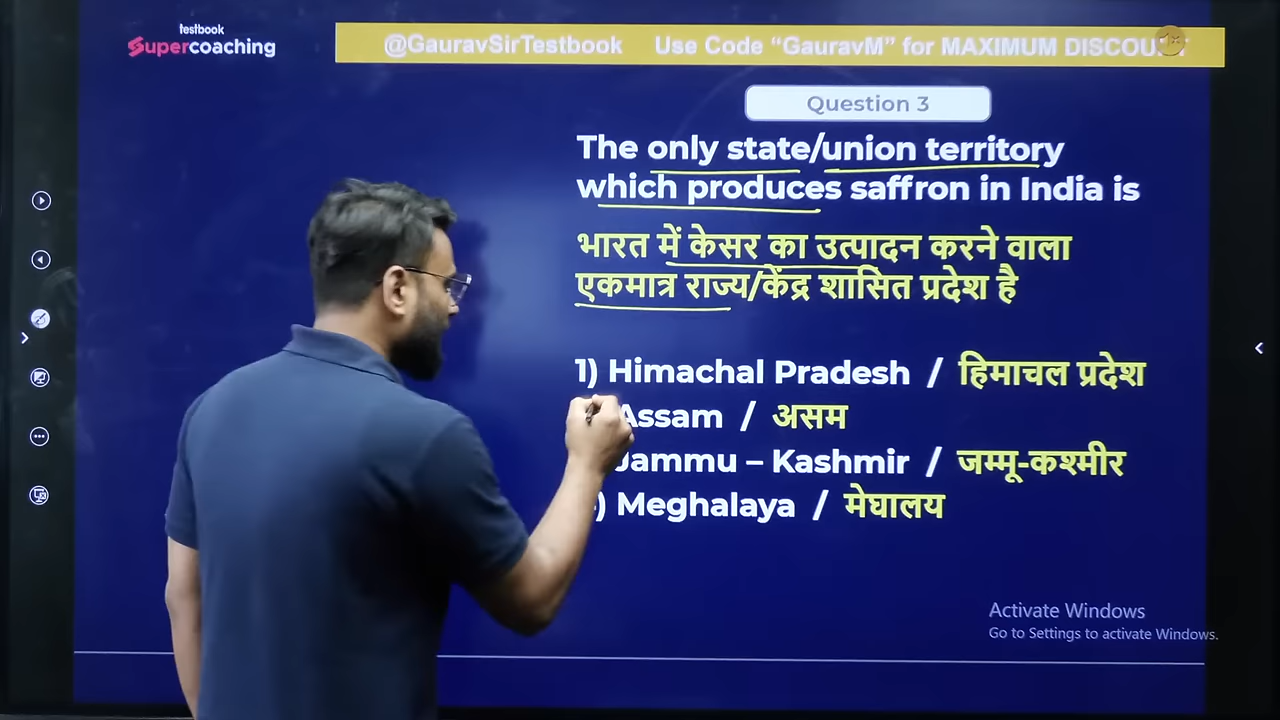 testbook
Supercoaching
@GauravSirTestbook Use Code “GauravM” for MAXIMUM
Question 3
The only state/union territory
which produces saffron in India is
भारत में केसर का उत्पादन करने वाला
एकमात्र राज्य/केंद्र शासित प्रदेश है
1) Himachal Pradesh / हिमाचल प्रदेश
Assam / असम
Jammu – Kashmir / जम्मू-कश्मीर
) Meghalaya / मेघालय
Activate Windows
Go to Settings to activate Windows.